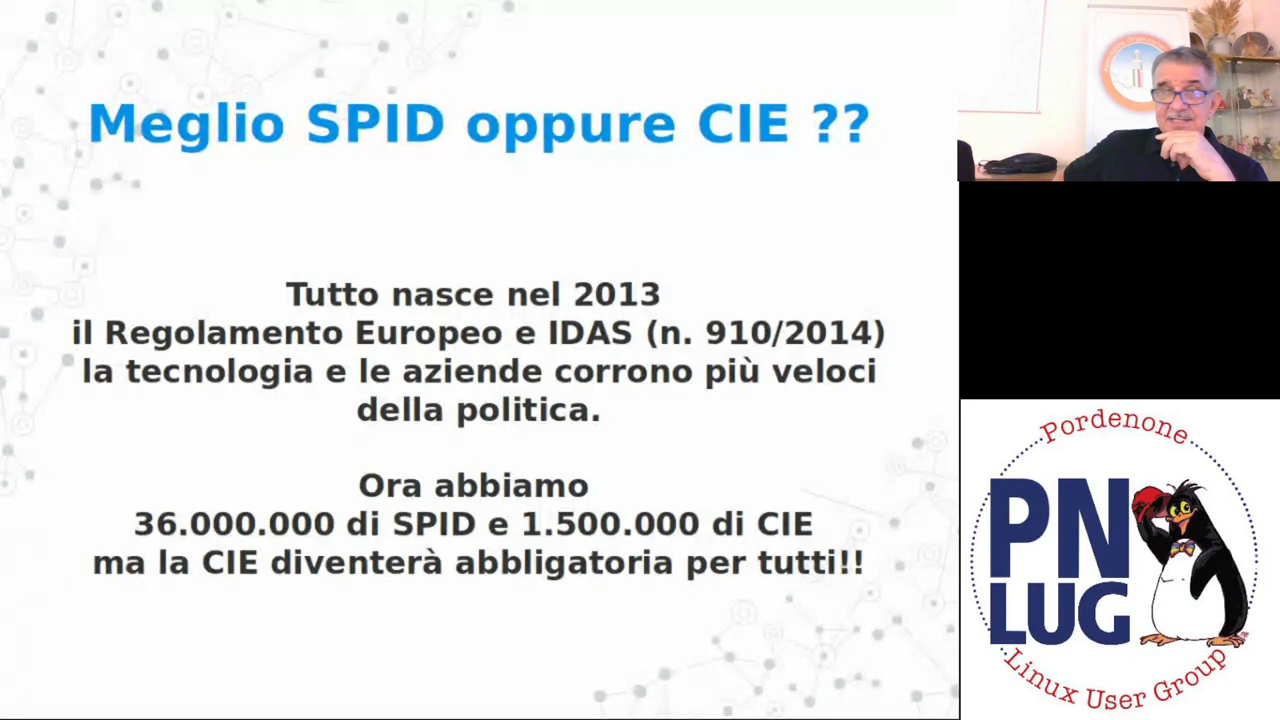 Meglio SPID oppure CIE ??
Tutto nasce nel 2013
il Regolamento Europeo e IDAS (n. 910/2014)
la tecnologia e le aziende corrono più veloci
della politica.
Ora abbiamo
36.000.000 di SPID e 1.500.000 di CIE
ma la CIE diventerà abbligatoria per tutti!!
Pordenone
PN
LUG
Linux User Group